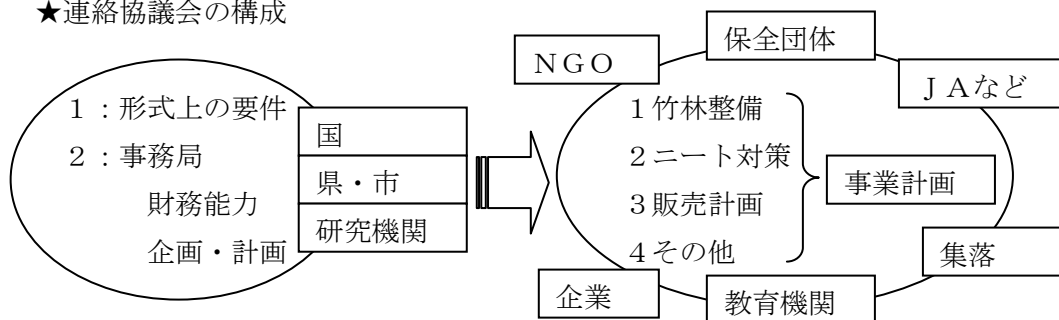 ★連絡協議会の構成
１：形式上の要件
２：事務局
財務能力
企画・計画
国
県・市
研究機関
ＮＧＯ
保全団体
ＪＡなど
１竹林整備
２ニート対策
３販売計画
４その他
事業計画
集落
企業
教育機関